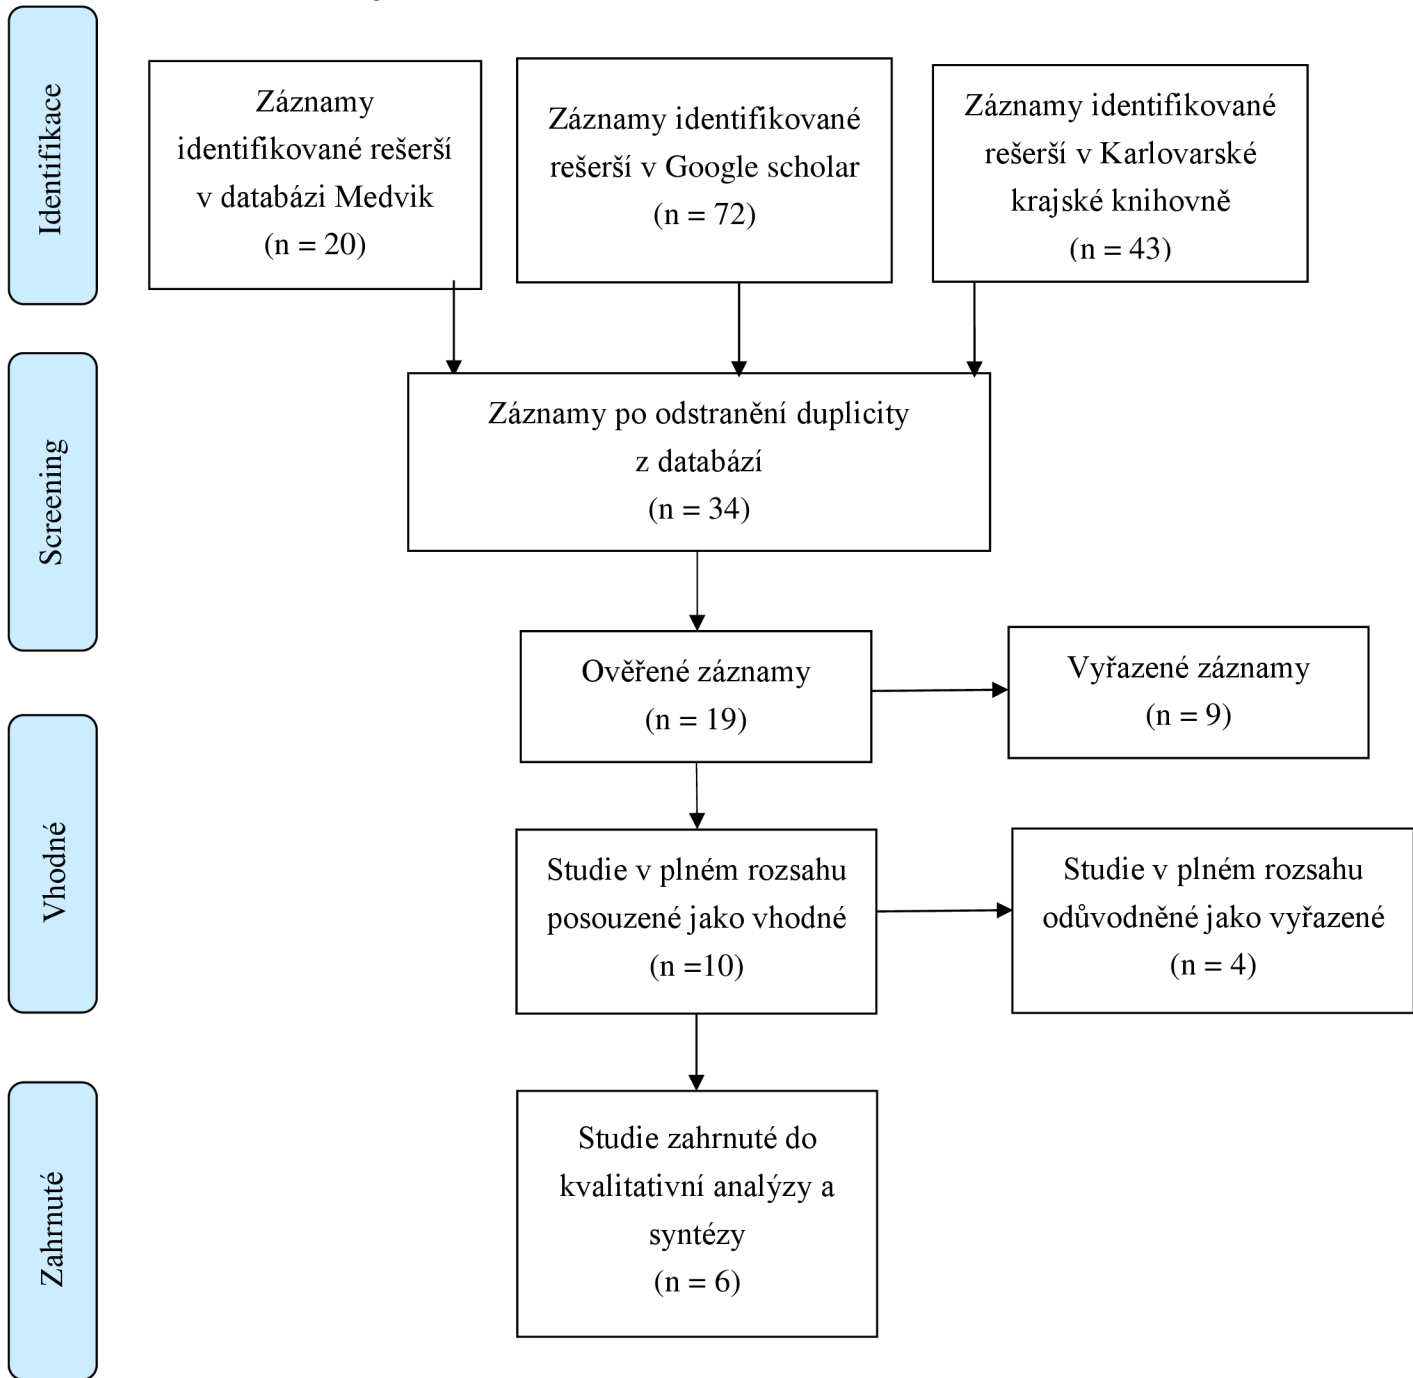 Identifikace
Záznamy
identifikované rešerší
v databázi Medvik
(n = 20)
Záznamy identifikované
rešerší v Google scholar
(n = 72)
Záznamy identifikované
rešerší v Karlovarské
krajské knihovně
(n = 43)
Screening
Záznamy po odstranění duplicity
z databází
(n = 34)
Ověřené záznamy
(n = 19)
Vyřazené záznamy
(n = 9)
Vhodné
Studie v plném rozsahu
posouzené jako vhodné
(n =10)
Studie v plném rozsahu
odůvodněné jako vyřazené
(n = 4)
Zahrnuté
Studie zahrnuté do
kvalitativní analýzy a
syntézy
(n = 6)